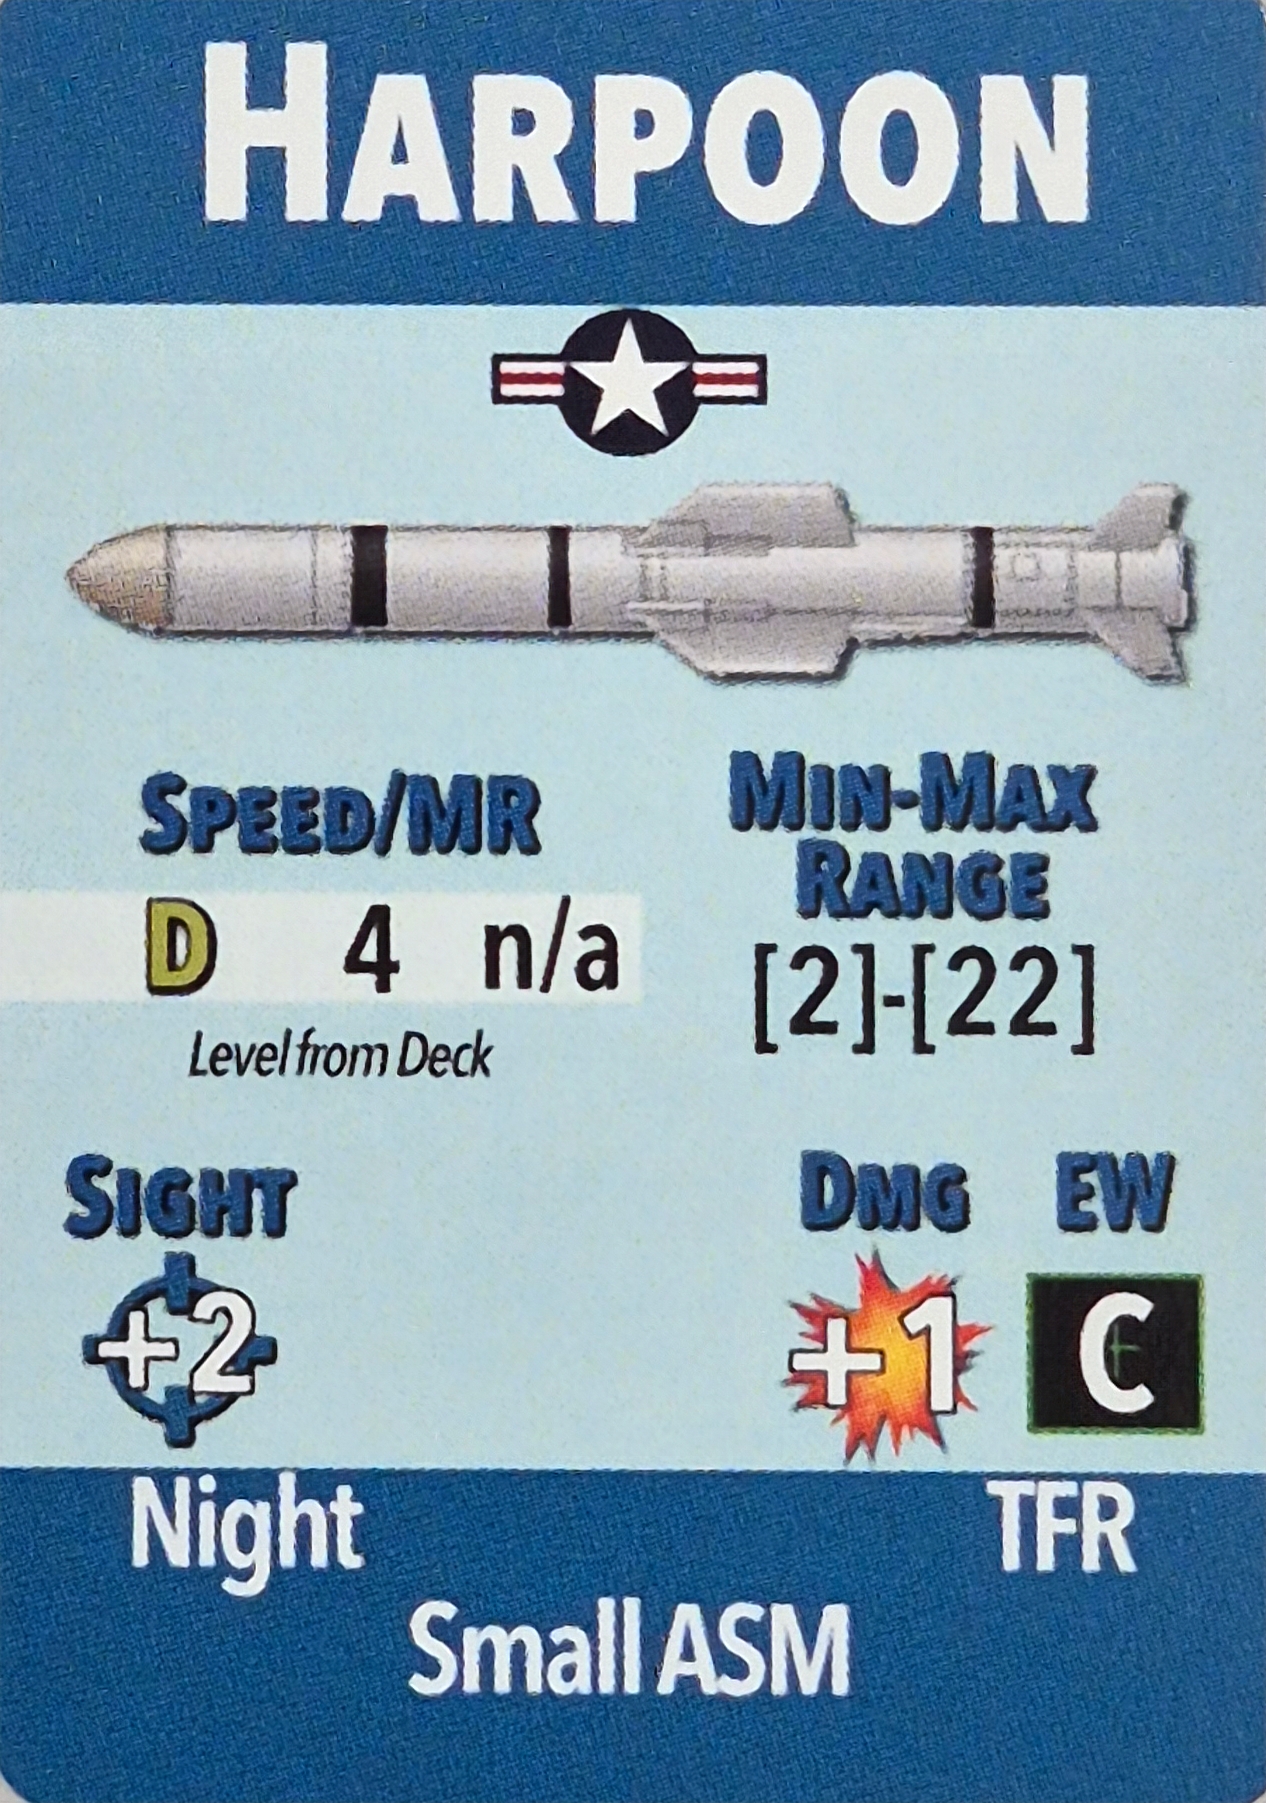 HARPOON
SPEED/MR
MIN-MAX
RANGE
D 4 n/a
[2]-[22]
Level from Deck
SIGHT
DMG EW
+2
+1 C
Night
TFR
Small ASM